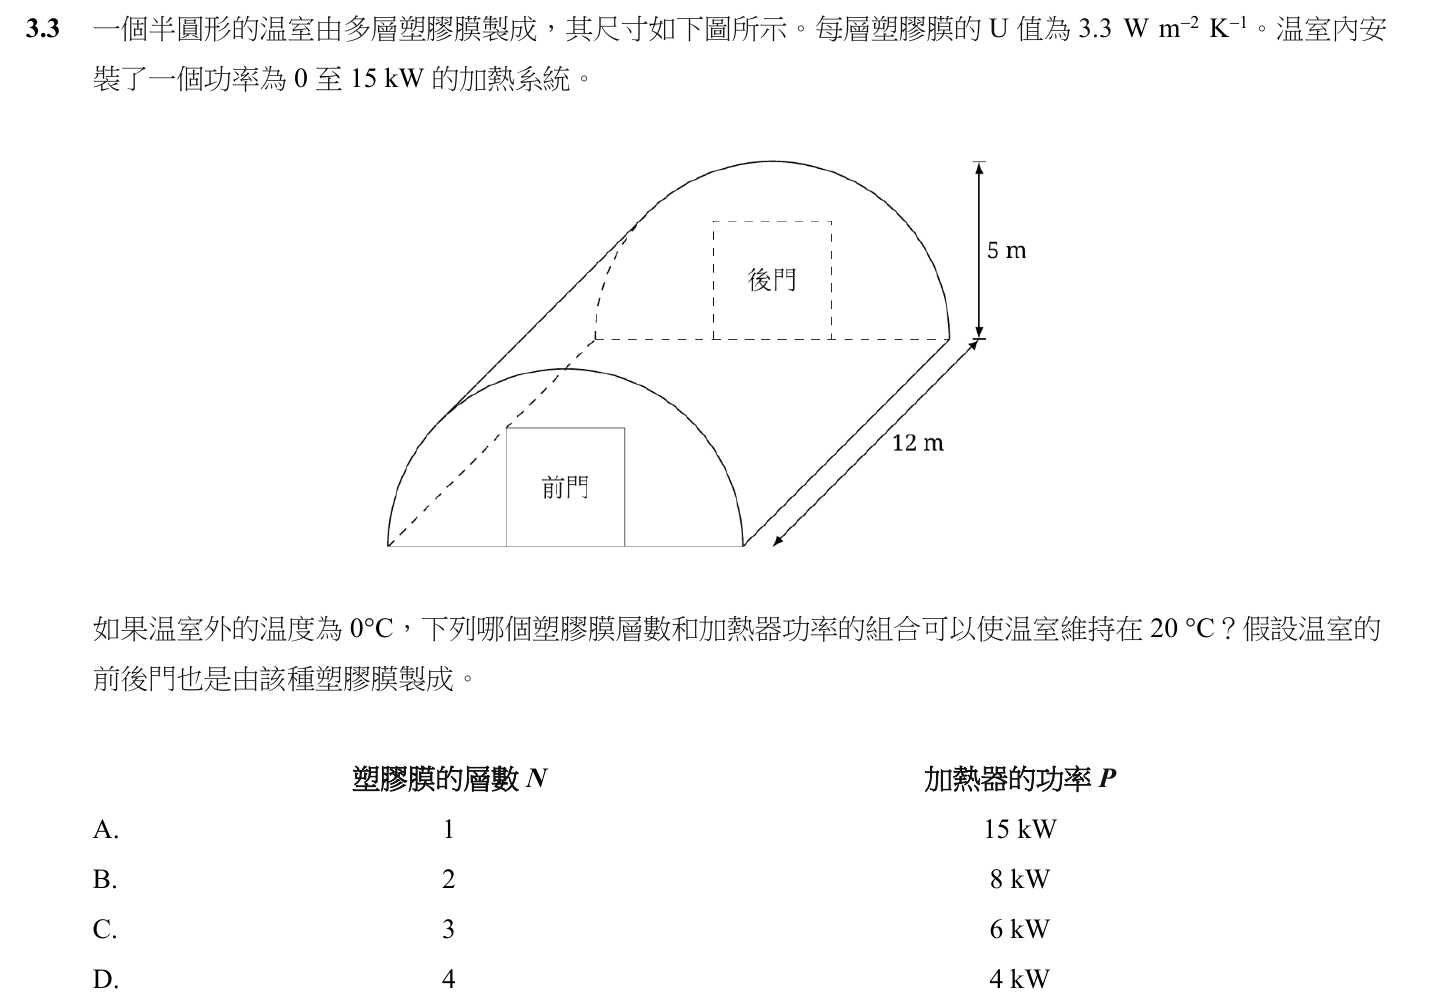 3.3 一個半圓形的温室由多層塑膠膜製成，其尺寸如下圖所示。每層塑膠膜的 U 值為 3.3 W m⁻² K⁻¹。温室內安
裝了一個功率為 0 至 15 kW 的加熱系統。
5 m
後門
12 m
前門
如果温室外的温度為 0°C，下列哪個塑膠膜層數和加熱器功率的組合可以使温室維持在 20 °C？假設温室的
前後門也是由該種塑膠膜製成。
塑膠膜的層數 N 加熱器的功率 P
A. 1 15 kW
B. 2 8 kW
C. 3 6 kW
D. 4 4 kW